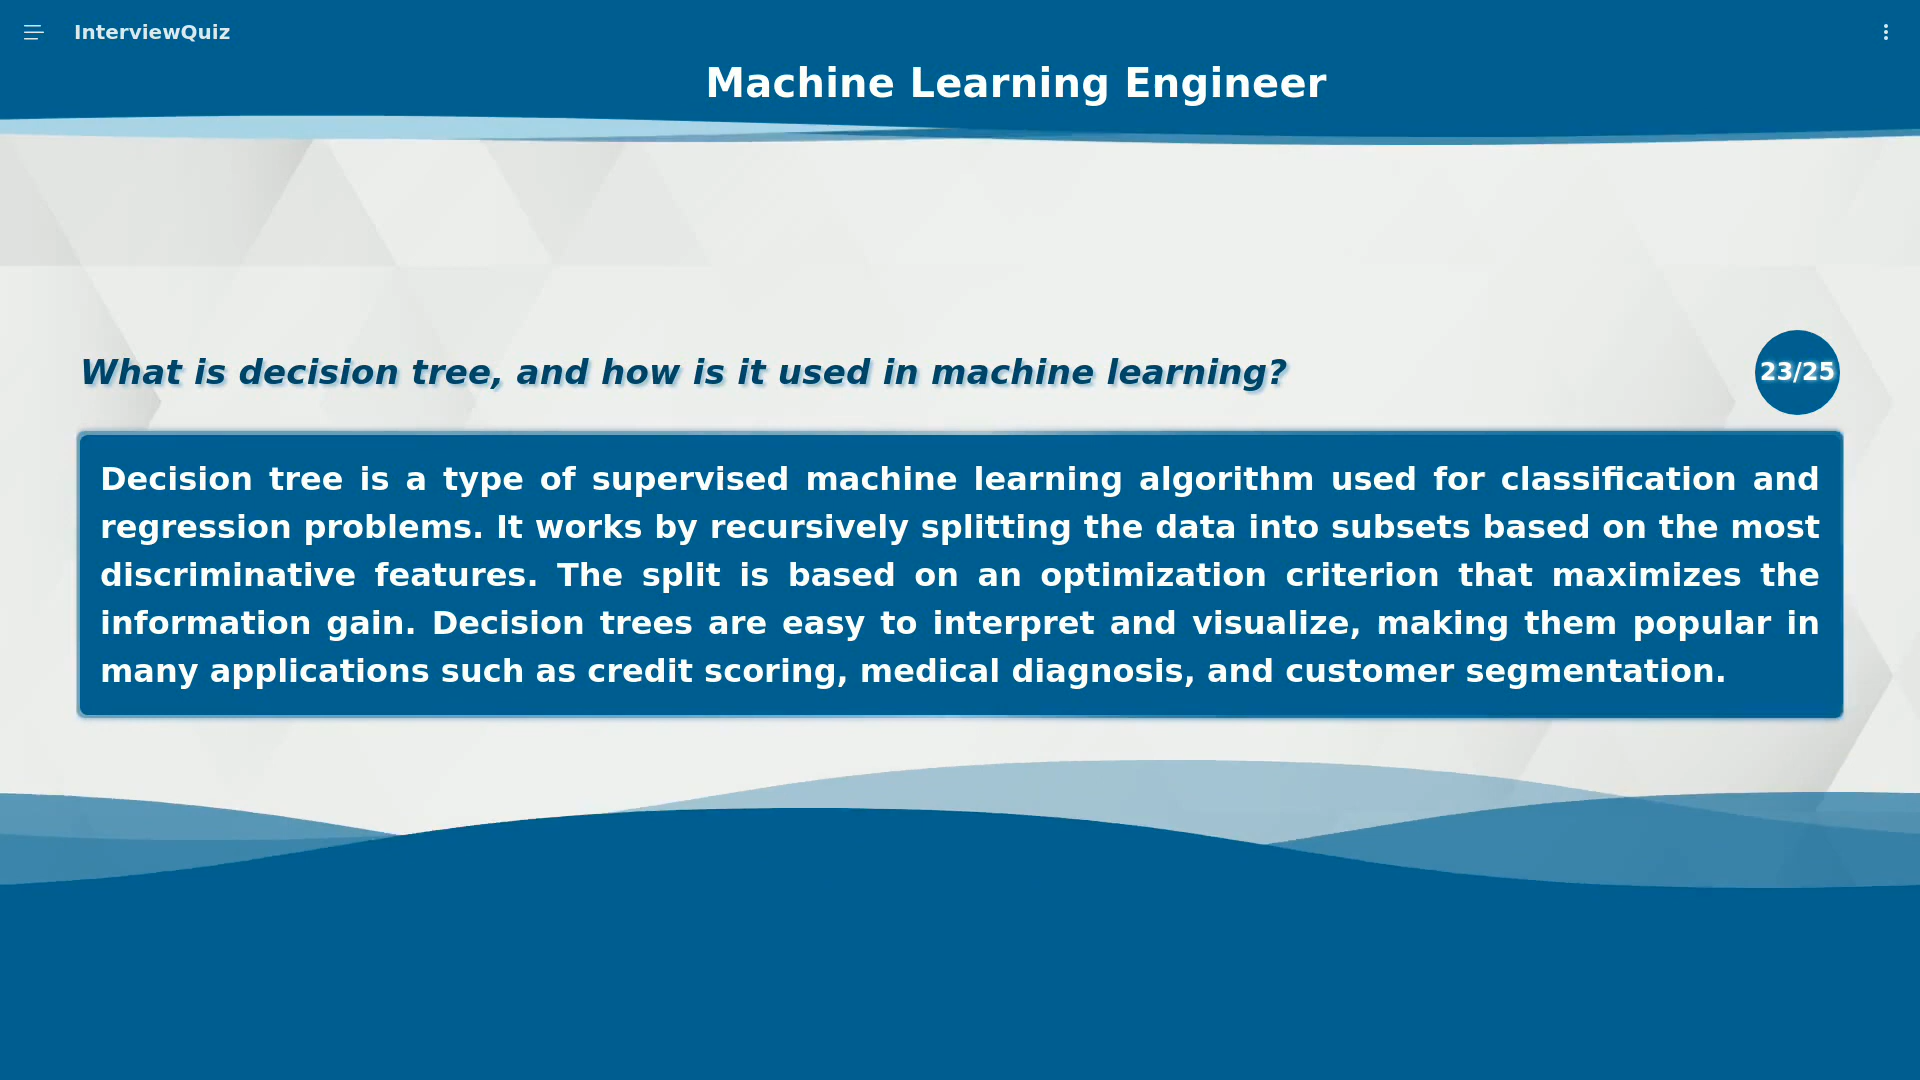 InterviewQuiz
Machine Learning Engineer
What is decision tree, and how is it used in machine learning?
23/25
Decision tree is a type of supervised machine learning algorithm used for classification and
regression problems. It works by recursively splitting the data into subsets based on the most
discriminative features. The split is based on an optimization criterion that maximizes the
information gain. Decision trees are easy to interpret and visualize, making them popular in
many applications such as credit scoring, medical diagnosis, and customer segmentation.